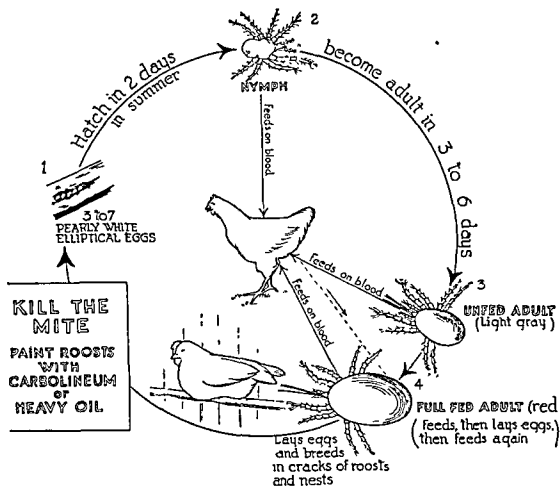 2
Hatch in 2 days
in summer
NYMPH
become adult in 3 to 6 days
Feeds on blood
1
3 to 7
PEARLY WHITE
ELLIPTICAL EGGS
Feeds on blood
Feeds on blood
3
UNFED ADULT
(Light gray)
KILL THE
MITE
PAINT ROOSTS
WITH
CARBOLINEUM
or
HEAVY OIL
4
FULL FED ADULT (red
(Feeds, then lays eggs,
then feeds again)
Lays eggs
and breeds
in cracks of roosts
and nests